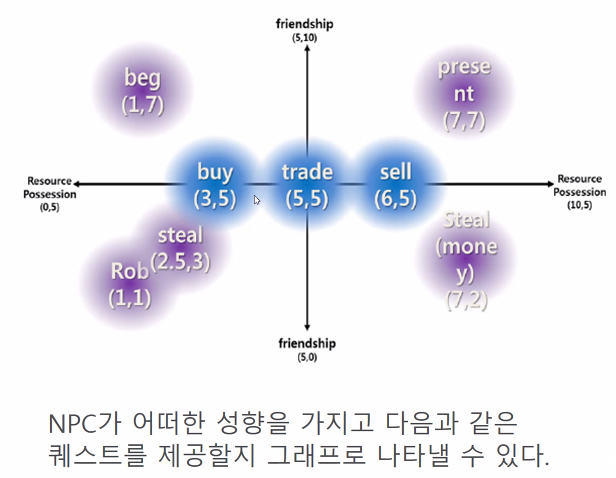 friendship
(5,10)
beg
(1,7)
prese
nt
(7,7)
buy
(3,5)
trade
(5,5)
sell
(6,5)
Resource
Possession
(0,5)
Resource
Possession
(10,5)
steal
(2.5,3)
Rob
(1,1)
Steal
(mone
y)
(7,2)
friendship
(5,0)
NPC가 어떠한 성향을 가지고 다음과 같은
퀘스트를 제공할지 그래프로 나타낼 수 있다.